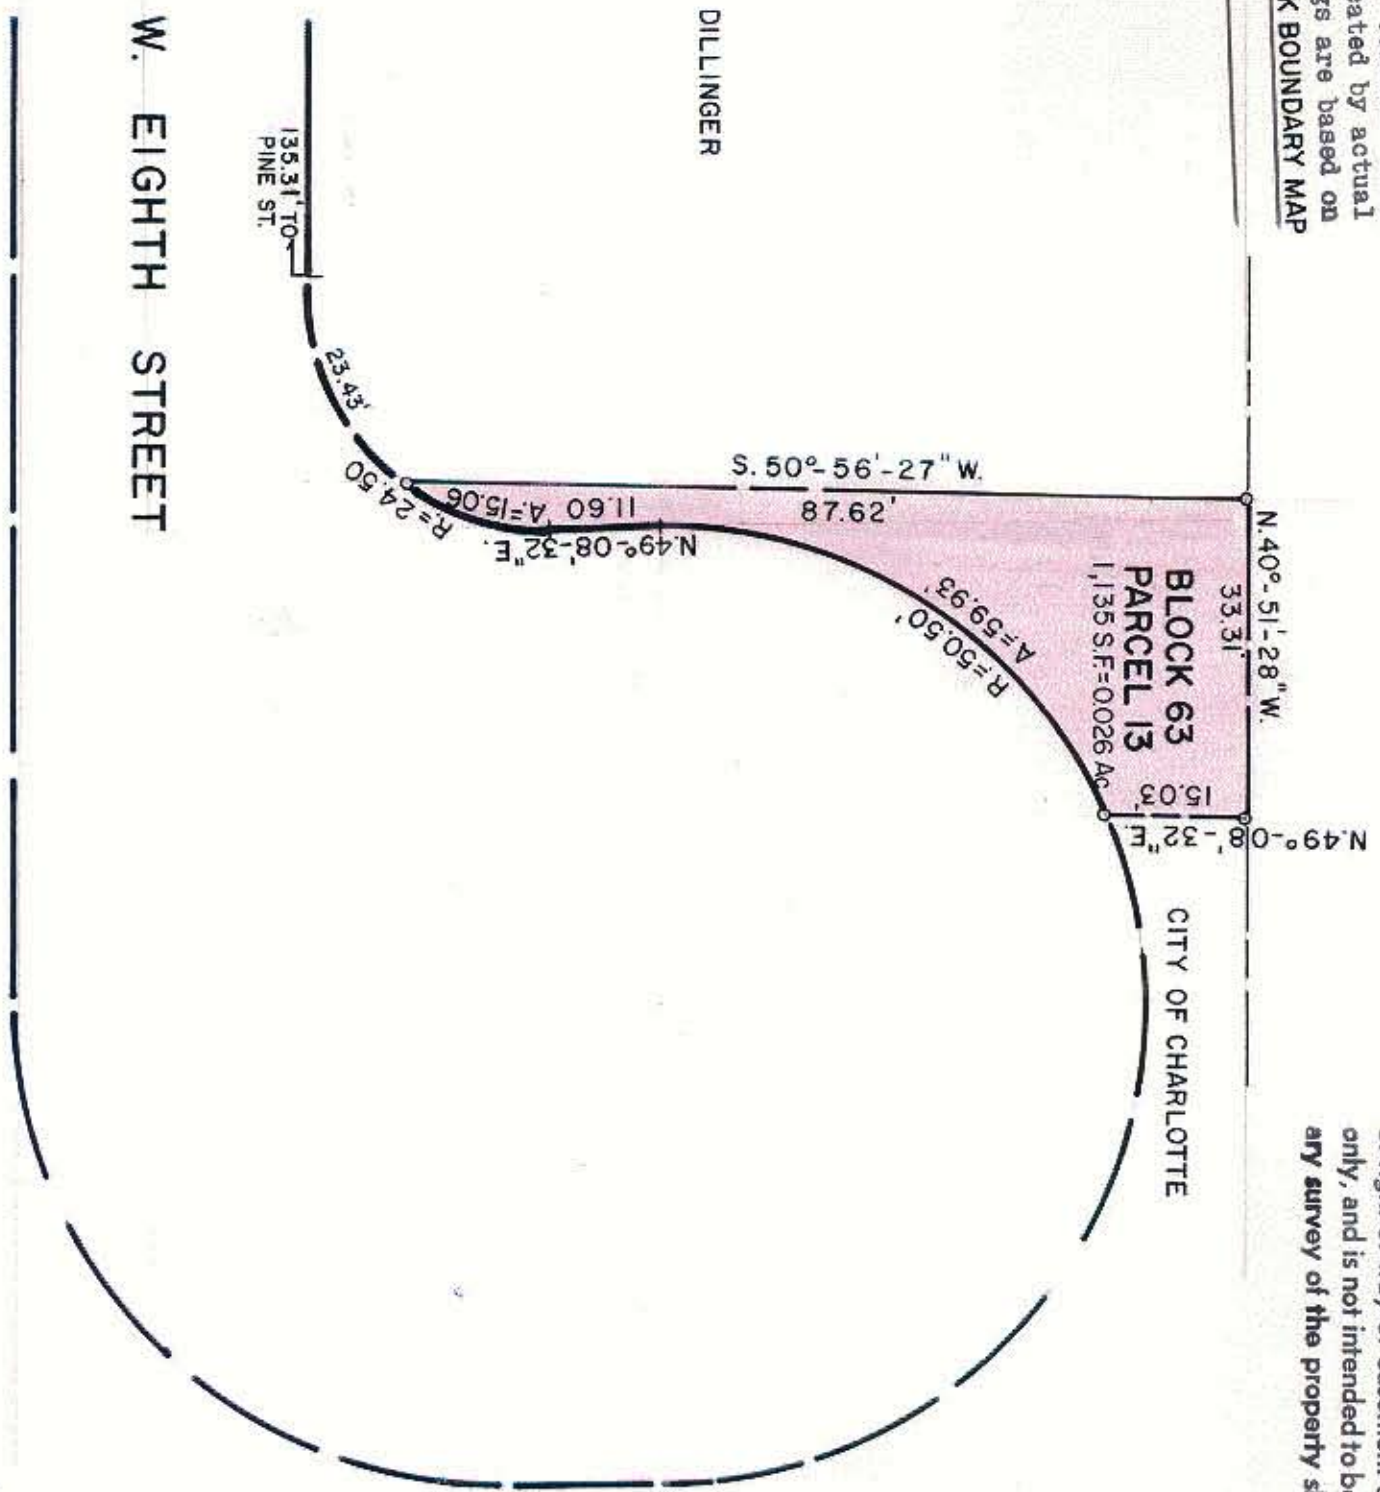 eated by actual
gs are based on
K BOUNDARY MAP
only, and is not intended to be
ary survey of the property
DILLINGER
N.40°-51'-28"W.
33.31'
BLOCK 63
PARCEL 13
1,135 S.F.=0.026 Ac.
15.03'
N.49°-08'-32"E.
CITY OF CHARLOTTE
S.50°-56'-27"W.
87.62'
A=59.93'
R=50.50'
11.60
N.49°-08'-32"E.
A=15.06'
R=24.50
23.43'
135.31' TO
PINE ST.
W. EIGHTH STREET